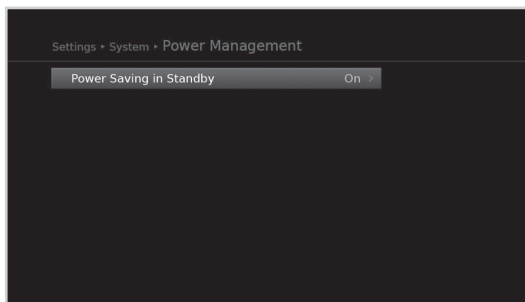 Settings ▸ System ▸ Power Management
Power Saving in Standby On >